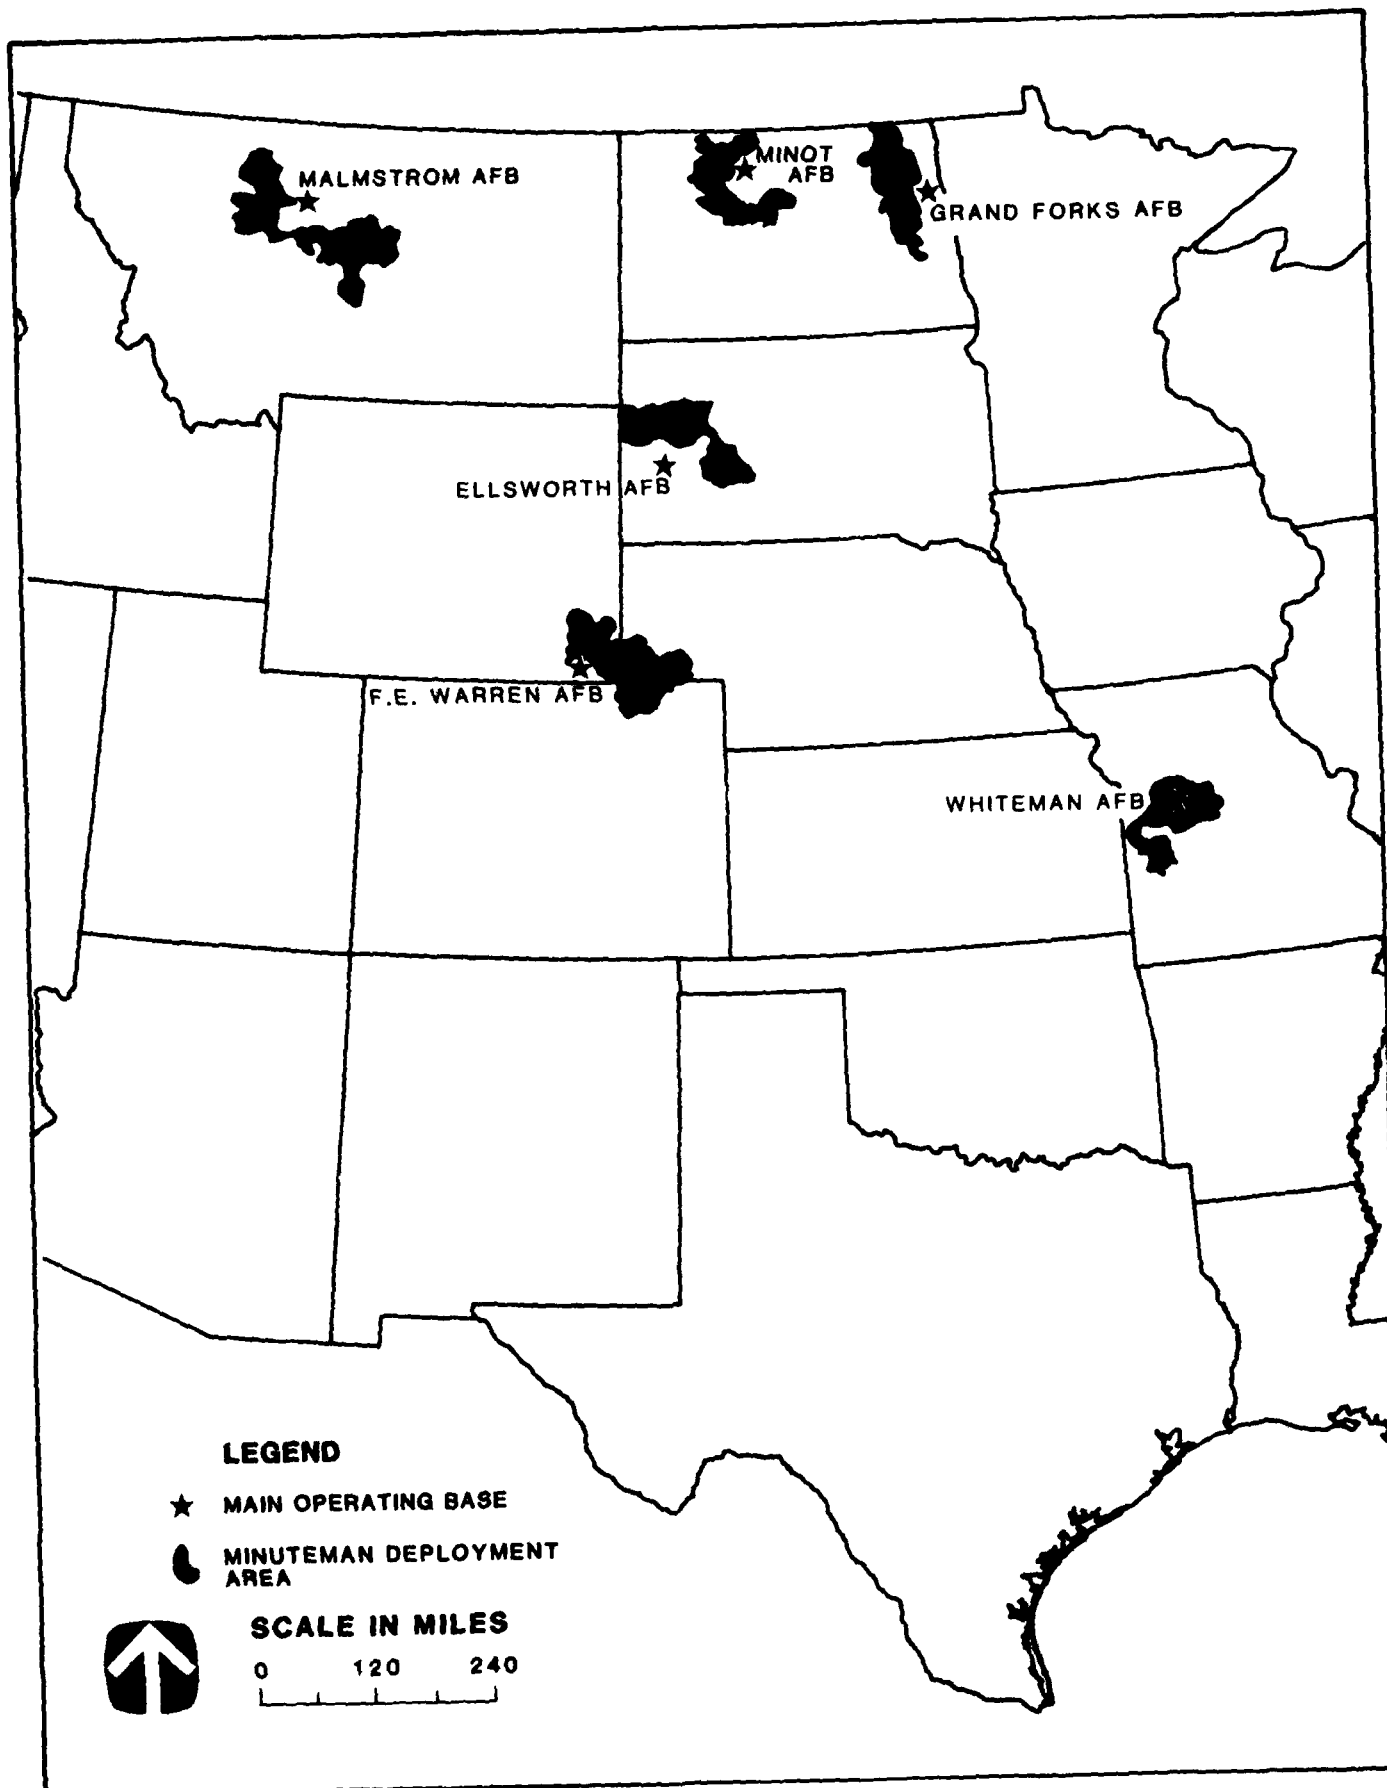 MALMSTROM AFB
MINOT
AFB
GRAND FORKS AFB
ELLSWORTH AFB
F.E. WARREN AFB
WHITEMAN AFB
LEGEND
MAIN OPERATING BASE
MINUTEMAN DEPLOYMENT
AREA
SCALE IN MILES
0 120 240